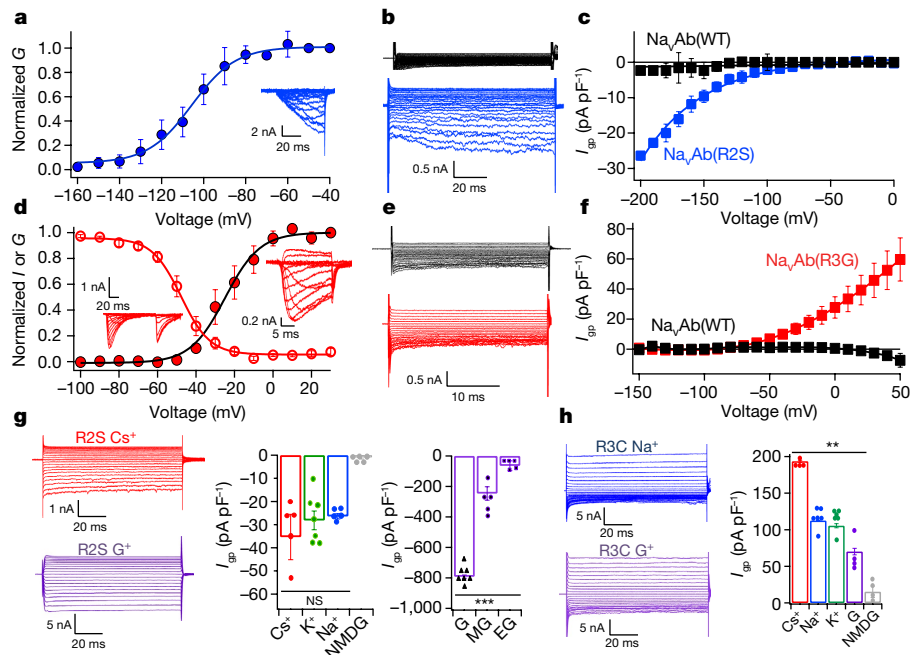 a
Normalized G
1.0
0.8
0.6
0.4
0.2
0
−160 −140 −120 −100 −80 −60 −40
Voltage (mV)
2 nA
20 ms
b
0.5 nA
20 ms
c
NavAb(WT)
NavAb(R2S)
Igp (pA pF−1)
0
−10
−20
−30
−200 −150 −100 −50 0
Voltage (mV)
d
Normalized I or G
1.0
0.8
0.6
0.4
0.2
0.0
−100 −80 −60 −40 −20 0 20
Voltage (mV)
1 nA
20 ms
0.2 nA
5 ms
e
0.5 nA
10 ms
f
NavAb(R3G)
NavAb(WT)
Igp (pA pF−1)
80
60
40
20
0
−150 −100 −50 0 50
Voltage (mV)
g
R2S Cs+
1 nA
20 ms
R2S G+
5 nA
20 ms
Igp (pA pF−1)
0
−10
−20
−30
−40
−50
−60
NS
Cs+ K+ Na+ NMDG
Igp (pA pF−1)
0
−200
−400
−600
−800
−1,000
***
G MG EG
h
R3C Na+
5 nA
20 ms
R3C G+
5 nA
20 ms
Igp (pA pF−1)
200
150
100
50
0
**
Cs+ Na+ K+ G NMDG